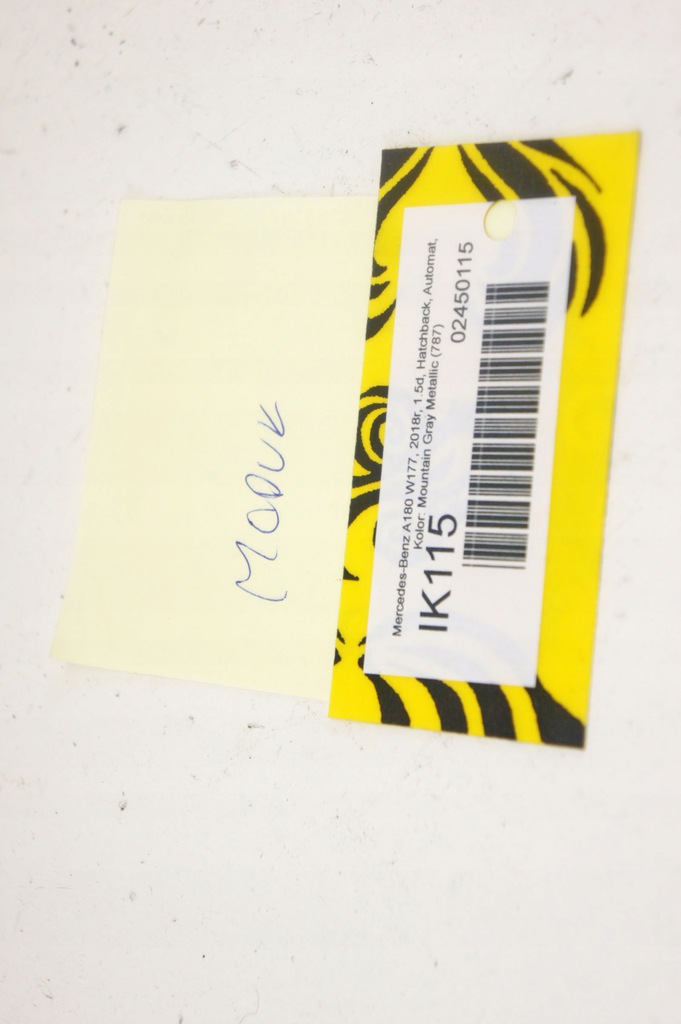 MODUŁ
Mercedes-Benz A180 W177, 2018r, 1.5d, Hatchback, Automat,
Kolor: Mountain Gray Metallic (787)
IK115
02450115